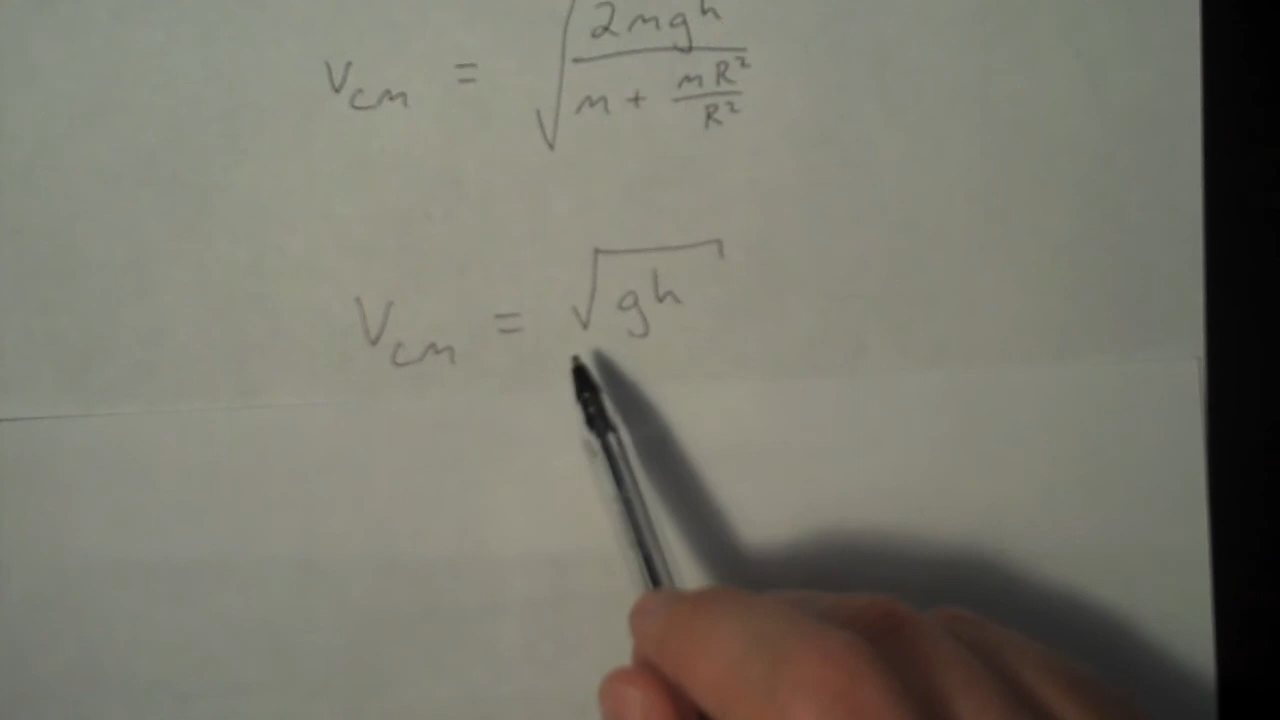 v_cm = √(2mgh / (m + mR²/R²))
v_cm = √gh